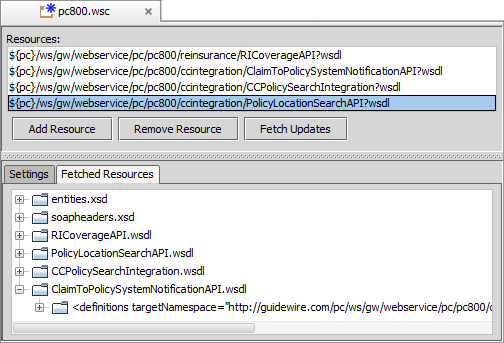 pc800.wsc
Resources:
${pc}/ws/gw/webservice/pc/pc800/reinsurance/RICoverageAPI?wsdl
${pc}/ws/gw/webservice/pc/pc800/ccintegration/ClaimToPolicySystemNotificationAPI?wsdl
${pc}/ws/gw/webservice/pc/pc800/ccintegration/CCPolicySearchIntegration?wsdl
${pc}/ws/gw/webservice/pc/pc800/ccintegration/PolicyLocationSearchAPI?wsdl
Add Resource Remove Resource Fetch Updates
Settings Fetched Resources
entities.xsd
soapheaders.xsd
RICoverageAPI.wsdl
PolicyLocationSearchAPI.wsdl
CCPolicySearchIntegration.wsdl
ClaimToPolicySystemNotificationAPI.wsdl
<definitions targetNamespace="http://guidewire.com/pc/ws/gw/webservice/pc/pc800/